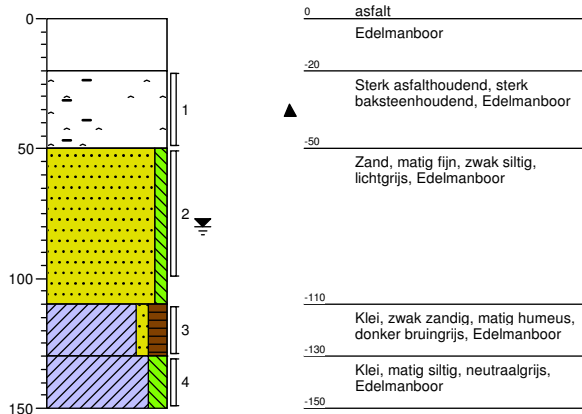 0
50
100
150
1
2
3
4
0 asfalt
Edelmanboor
-20
Sterk asfalthoudend, sterk
baksteenhoudend, Edelmanboor
-50
Zand, matig fijn, zwak siltig,
lichtgrijs, Edelmanboor
-110
Klei, zwak zandig, matig humeus,
donker bruingrijs, Edelmanboor
-130
Klei, matig siltig, neutraalgrijs,
Edelmanboor
-150